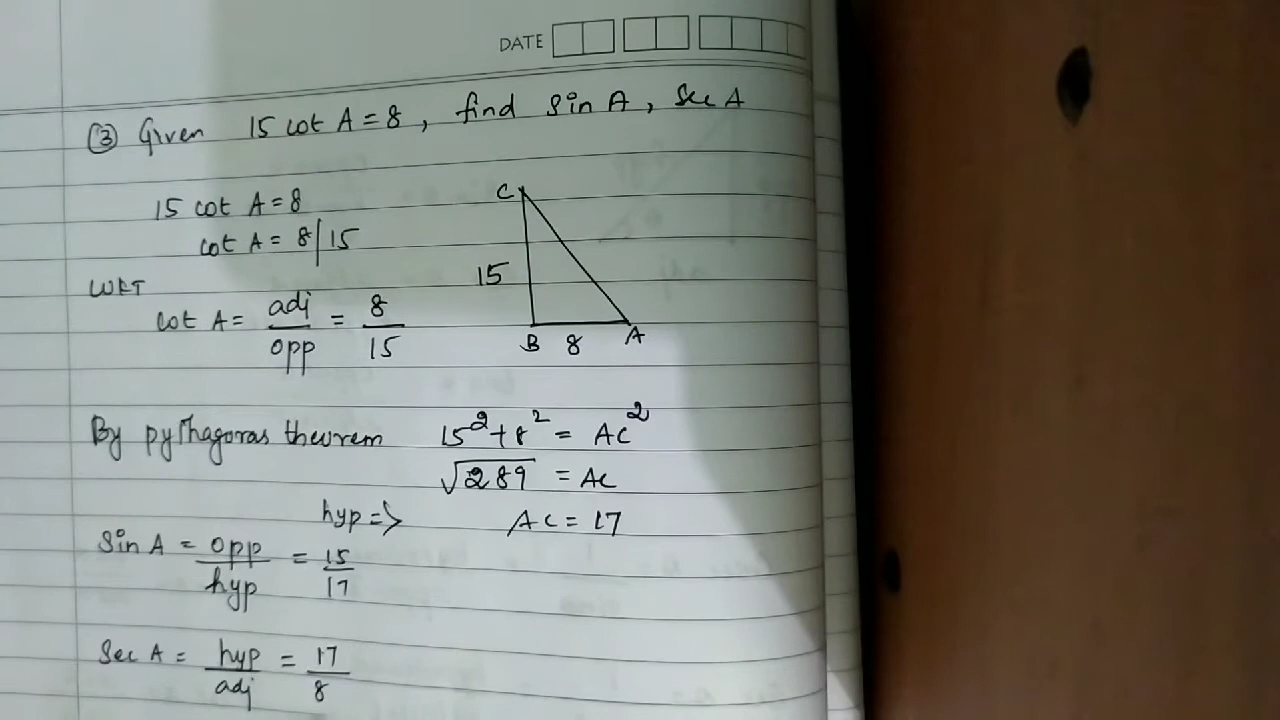 DATE
③ Given 15 cot A = 8, find sin A, Sec A
15 cot A = 8
cot A = 8/15
WKT
cot A = adj/opp = 8/15
C
15
B 8 A
By pythagoras theorem 15² + 8² = AC²
√289 = AC
hyp => AC = 17
Sin A = opp/hyp = 15/17
Sec A = hyp/adj = 17/8